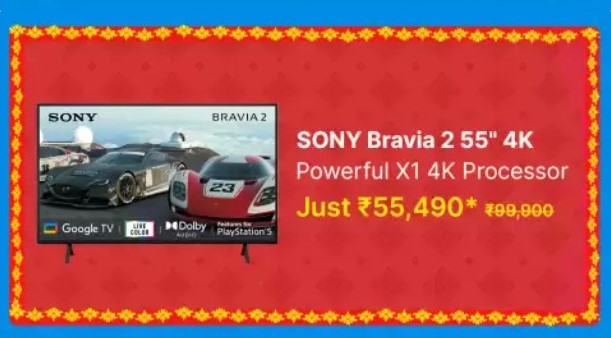 SONY
BRAVIA 2
23
Google TV
LIVE COLOR
Dolby
AUDIO
Features for
PlayStation 5
SONY Bravia 2 55" 4K
Powerful X1 4K Processor
Just ₹55,490* ₹99,900